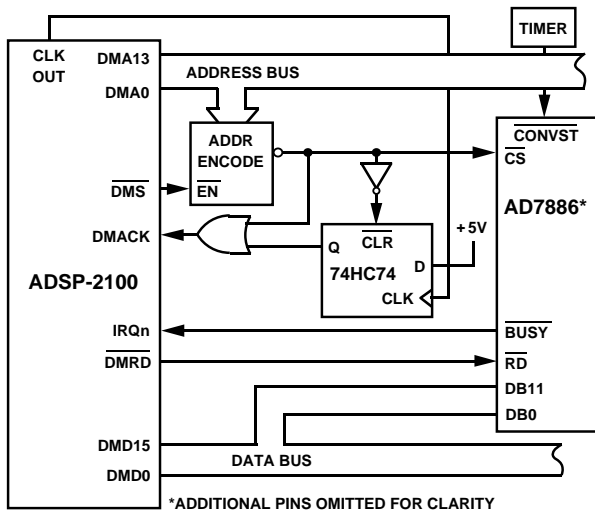 TIMER
CLK
OUT
DMA13
ADDRESS BUS
DMA0
ADDR
ENCODE
CONVST
CS
DMS
EN
AD7886*
DMACK
Q
CLR
+5V
74HC74
D
ADSP-2100
CLK
IRQn
BUSY
DMRD
RD
DB11
DB0
DMD15
DATA BUS
DMD0
*ADDITIONAL PINS OMITTED FOR CLARITY